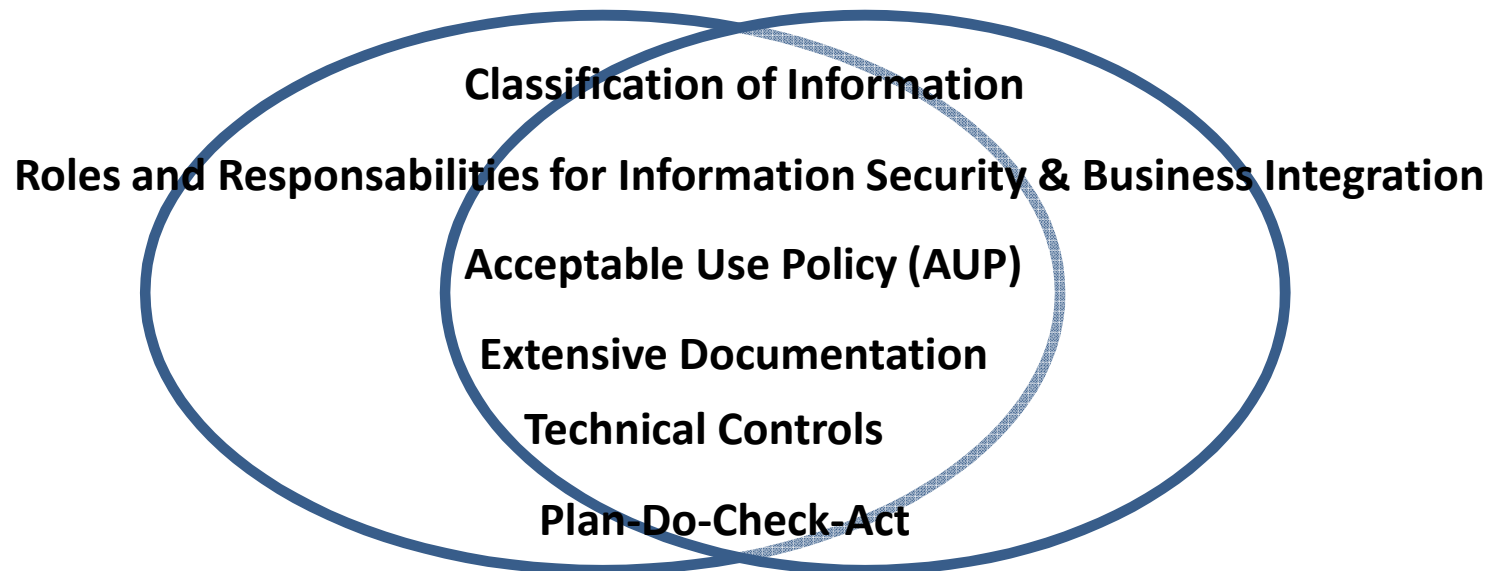 Classification of Information
Roles and Responsabilities for Information Security & Business Integration
Acceptable Use Policy (AUP)
Extensive Documentation
Technical Controls
Plan-Do-Check-Act